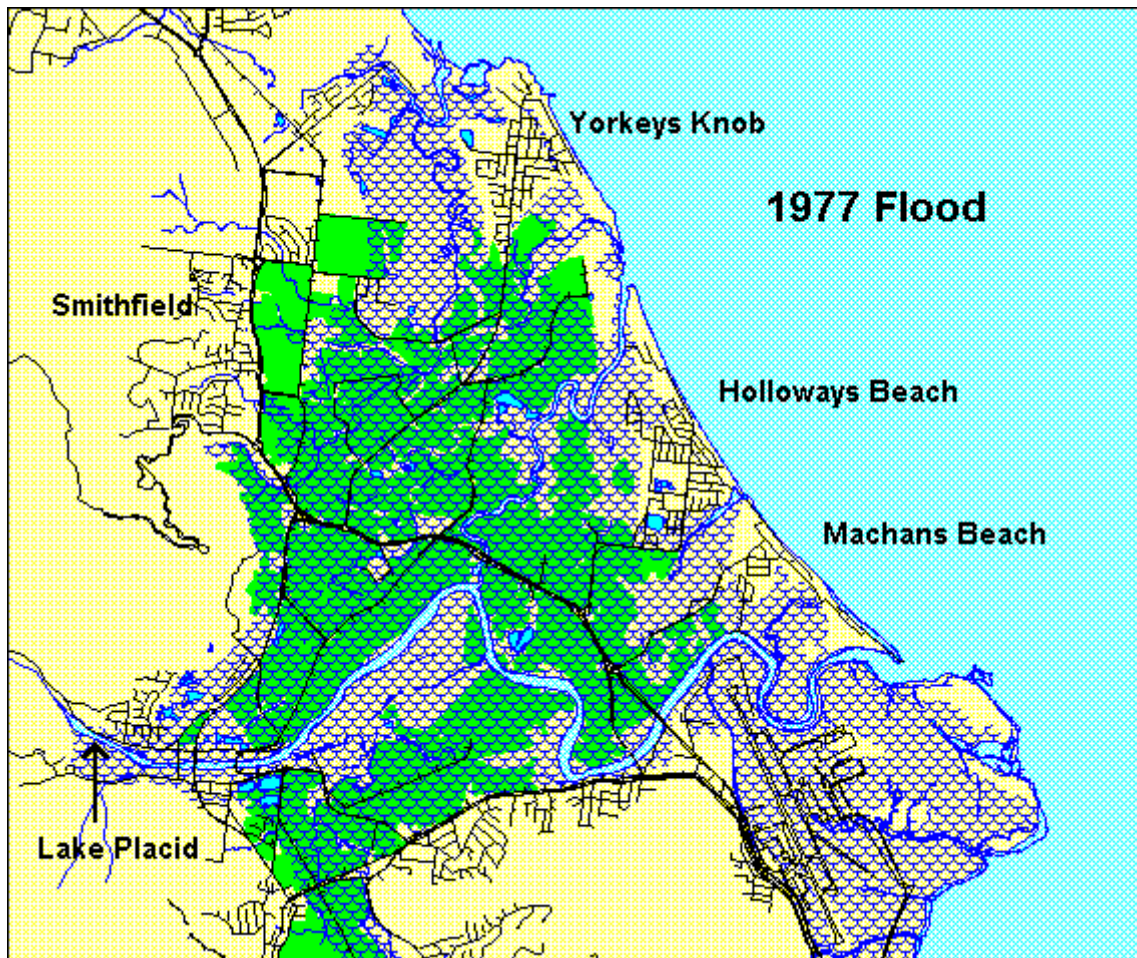 Yorkeys Knob
1977 Flood
Smithfield
Holloways Beach
Machans Beach
Lake Placid